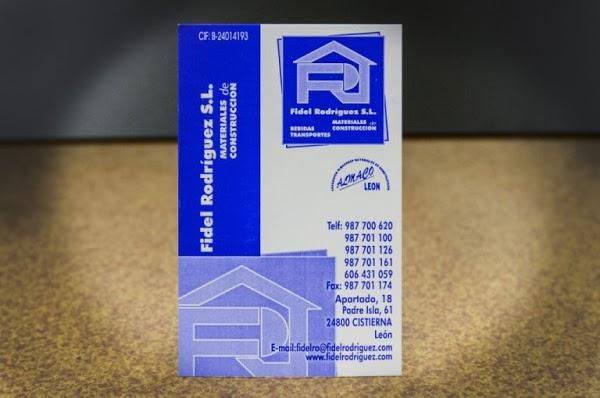 CIF: B-24014193
Fidel Rodríguez S.L.
MATERIALES de
CONSTRUCCION
Fidel Rodríguez S.L.
BEBIDAS
TRANSPORTES
MATERIALES de
CONSTRUCCION
ALMACO
LEON
Telf: 987 700 620
987 701 100
987 701 126
987 701 161
606 431 059
Fax: 987 701 174
Apartado, 18
Padre Isla, 61
24800 CISTIERNA
León
E-mail:fidelro@fidelrodriguez.com
www.fidelrodriguez.com